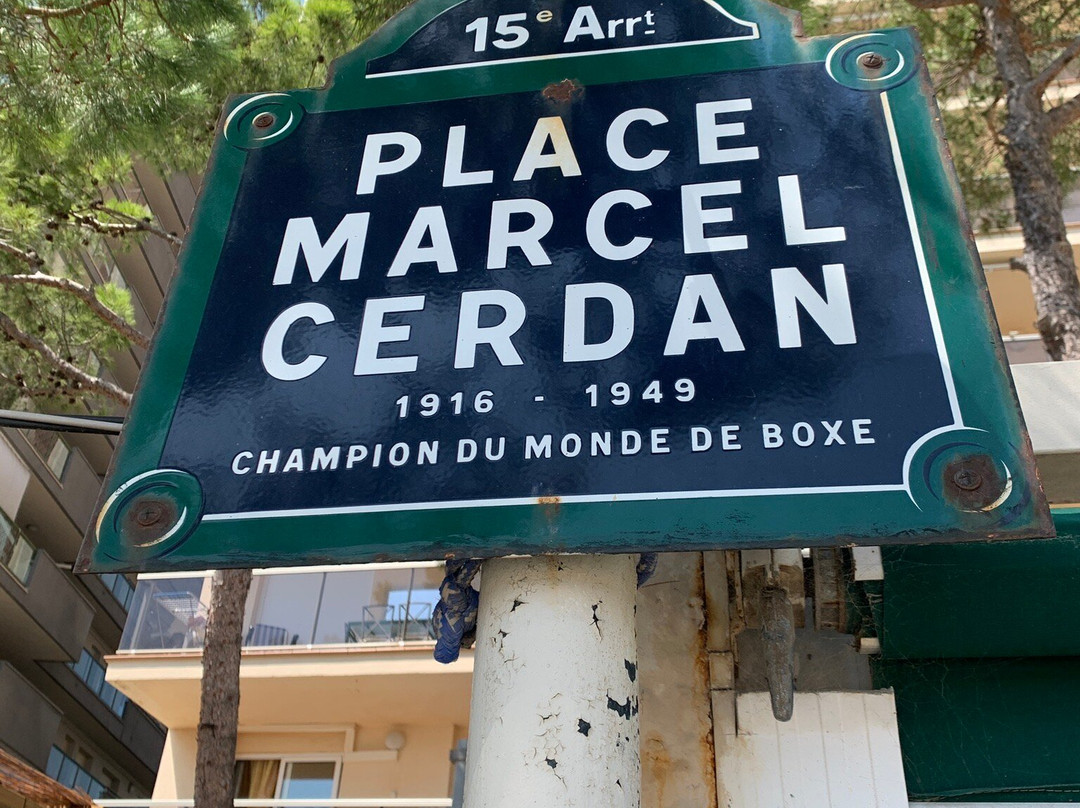 15e Arrt
PLACE
MARCEL
CERDAN
1916 - 1949
CHAMPION DU MONDE DE BOXE